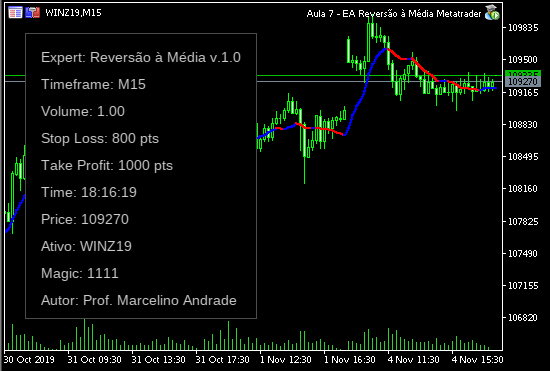 WINZ19,M15
Aula 7 - EA Reversão à Média Metatrader
Expert: Reversão à Média v.1.0
Timeframe: M15
Volume: 1.00
Stop Loss: 800 pts
Take Profit: 1000 pts
Time: 18:16:19
Price: 109270
Ativo: WINZ19
Magic: 1111
Autor: Prof. Marcelino Andrade
109835
109500
109270
109165
108830
108495
108160
107825
107490
107155
106820
30 Oct 2019
31 Oct 09:30
31 Oct 13:30
31 Oct 17:30
1 Nov 12:30
1 Nov 16:30
4 Nov 11:30
4 Nov 15:30